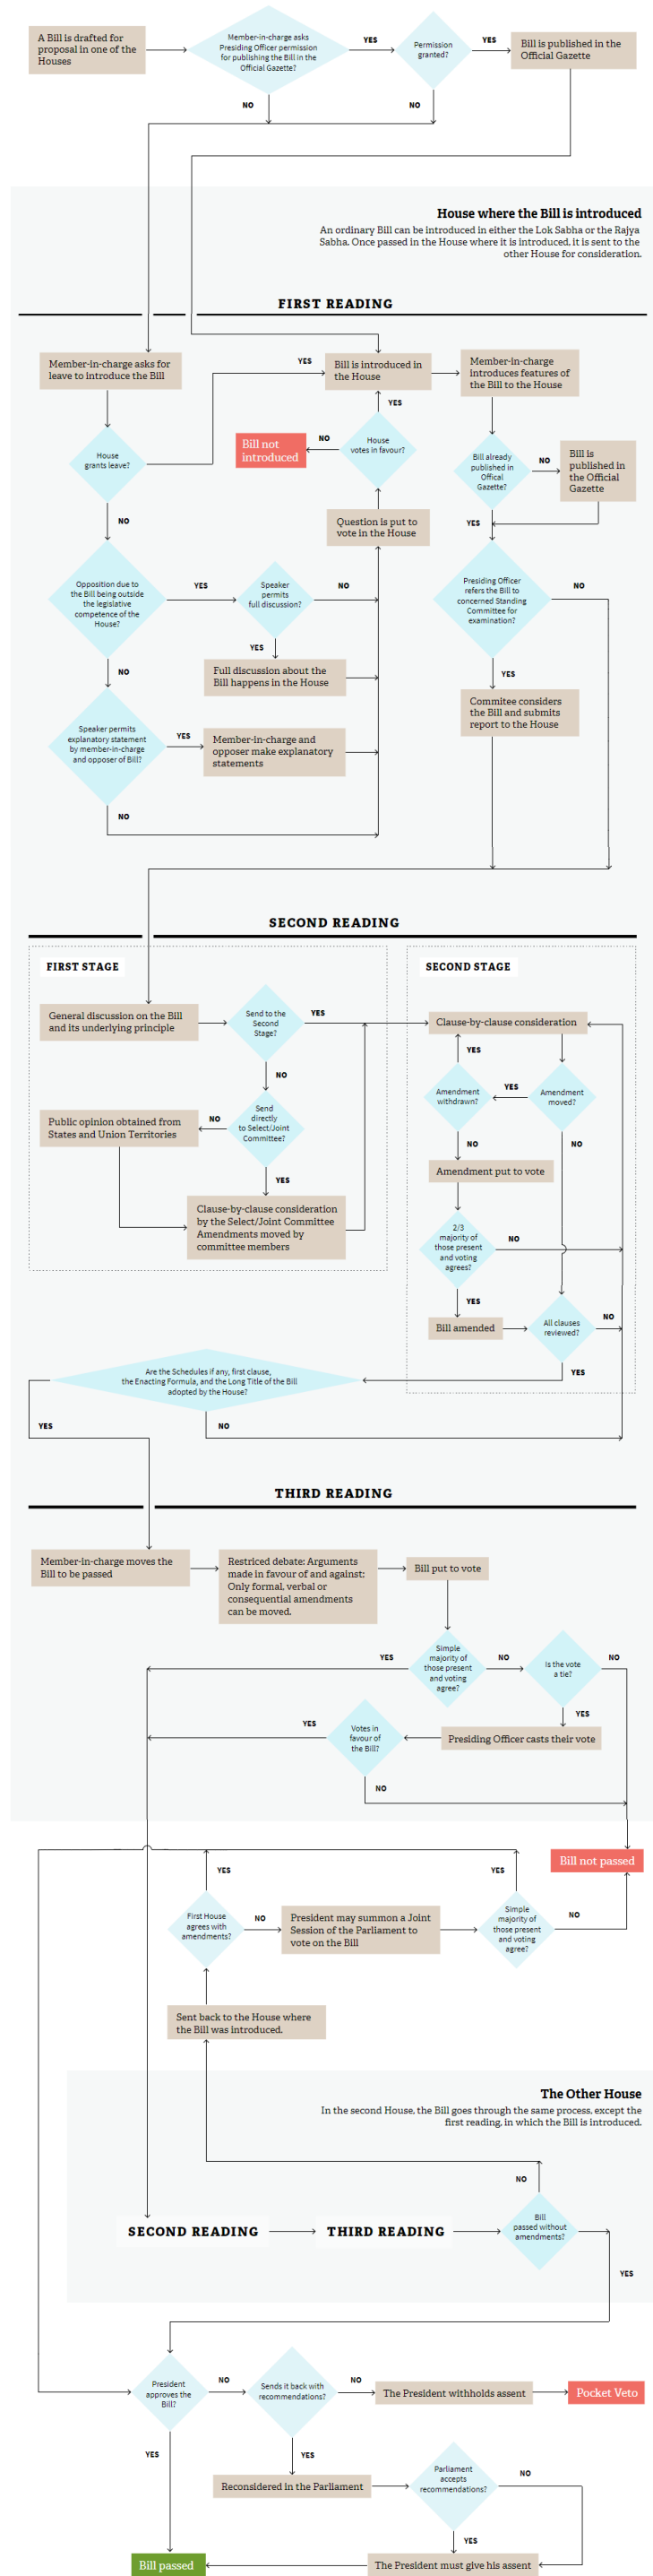 A Bill is drafted for
proposal in one of the
Houses
Member-in-charge asks
Presiding Officer permission
for publishing the Bill in the
Official Gazette?
YES
Permission
granted?
YES
Bill is published in the
Official Gazette
NO
NO
House where the Bill is introduced
An ordinary Bill can be introduced in either the Lok Sabha or the Rajya
Sabha. Once passed in the House where it is introduced, it is sent to the
other House for consideration.
FIRST READING
Member-in-charge asks for
leave to introduce the Bill
YES
Bill is introduced in
the House
Member-in-charge
introduces features of
the Bill to the House
YES
House
grants leave?
Bill not
introduced
NO
House
votes in favour?
Bill already
published in
Offical
Gazette?
NO
Bill is
published in
the Official
Gazette
NO
Question is put to
vote in the House
YES
Opposition due to
the Bill being outside
the legislative
competence of the
House?
YES
Speaker
permits
full discussion?
NO
Presiding Officer
refers the Bill to
concerned Standing
Committee for
examination?
NO
YES
NO
Full discussion about the
Bill happens in the House
YES
Speaker permits
explanatory statement
by member-in-charge
and opposer of Bill?
YES
Member-in-charge and
opposer make explanatory
statements
Commitee considers
the Bill and submits
report to the House
NO
SECOND READING
FIRST STAGE
SECOND STAGE
General discussion on the Bill
and its underlying principle
Send to the
Second
Stage?
YES
Clause-by-clause consideration
NO
YES
Amendment
withdrawn?
YES
Amendment
moved?
Public opinion obtained from
States and Union Territories
NO
Send
directly
to Select/Joint
Committee?
NO
NO
YES
Amendment put to vote
Clause-by-clause consideration
by the Select/Joint Committee
Amendments moved by
committee members
2/3
majority of
those present
and voting
agrees?
NO
YES
Bill amended
All clauses
reviewed?
NO
YES
Are the Schedules if any, first clause,
the Enacting Formula, and the Long Title of the Bill
adopted by the House?
YES
NO
THIRD READING
Member-in-charge moves the
Bill to be passed
Restriced debate: Arguments
made in favour of and against;
Only formal, verbal or
consequential amendments
can be moved.
Bill put to vote
YES
Simple
majority of
those present
and voting
agree?
NO
Is the vote
a tie?
NO
YES
YES
Votes in
favour of
the Bill?
Presiding Officer casts their vote
NO
Bill not passed
YES
YES
First House
agrees with
amendments?
NO
President may summon a Joint
Session of the Parliament to
vote on the Bill
Simple
majority of
those present
and voting
agree?
NO
Sent back to the House where
the Bill was introduced.
The Other House
In the second House, the Bill goes through the same process, except the
first reading, in which the Bill is introduced.
NO
SECOND READING
THIRD READING
Bill
passed without
amendments?
YES
President
approves the
Bill?
NO
Sends it back with
recommendations?
NO
The President withholds assent
Pocket Veto
YES
YES
Reconsidered in the Parliament
Parliament
accepts
recommendations?
NO
YES
Bill passed
The President must give his assent